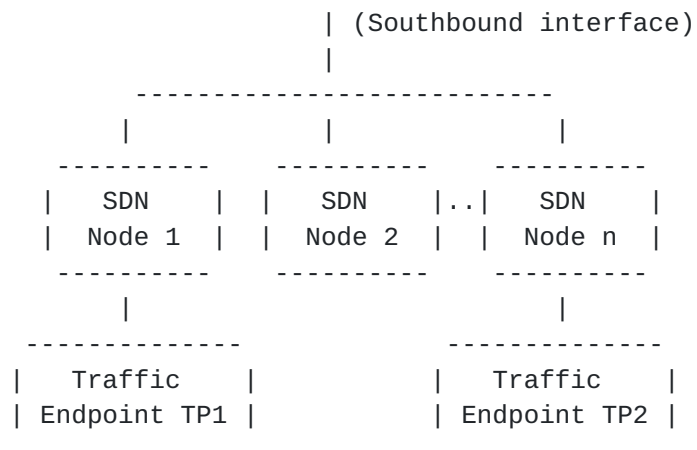 | (Southbound interface)
|
---------------------------
| | |
---------- ---------- ----------
| SDN | | SDN |..| SDN |
| Node 1 | | Node 2 | | Node n |
---------- ---------- ----------
| |
-------------- --------------
| Traffic | | Traffic |
| Endpoint TP1 | | Endpoint TP2 |